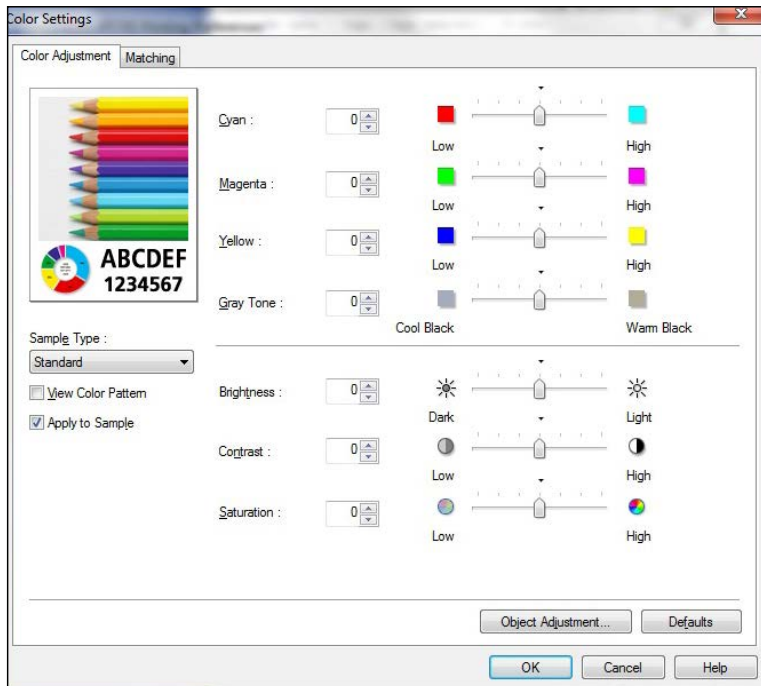 Color Settings
Color Adjustment
Matching
ABCDEF
1234567
Sample Type :
Standard
View Color Pattern
Apply to Sample
Cyan :
0
Low
High
Magenta :
0
Low
High
Yellow :
0
Low
High
Gray Tone :
0
Cool Black
Warm Black
Brightness :
0
Dark
Light
Contrast :
0
Low
High
Saturation :
0
Low
High
Object Adjustment...
Defaults
OK
Cancel
Help